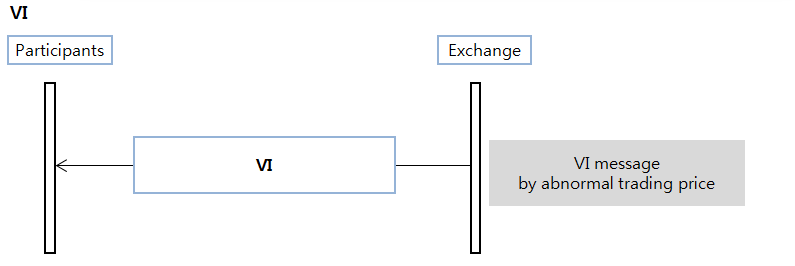 VI
Participants
Exchange
VI
VI message
by abnormal trading price